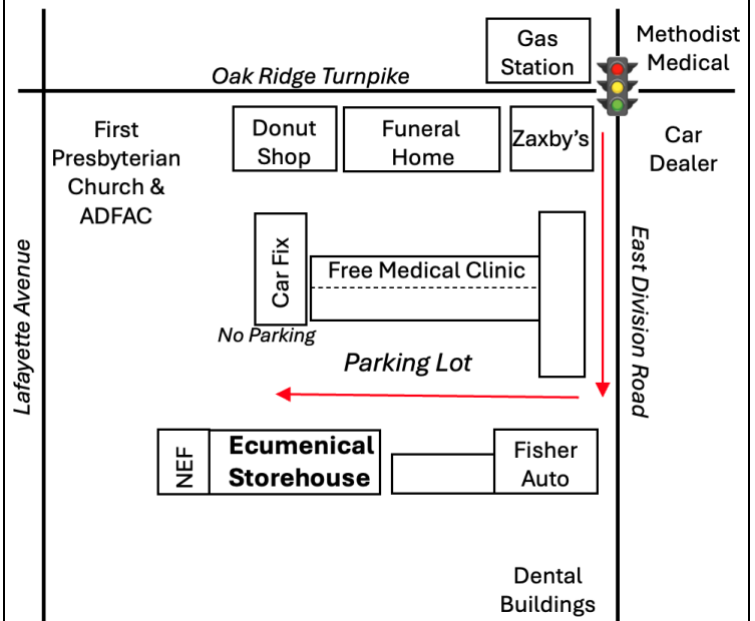 Gas
Station
Methodist
Medical
Oak Ridge Turnpike
First
Presbyterian
Church &
ADFAC
Donut
Shop
Funeral
Home
Zaxby's
Car
Dealer
Lafayette Avenue
Car Fix
Free Medical Clinic
East Division Road
No Parking
Parking Lot
NEF
Ecumenical
Storehouse
Fisher
Auto
Dental
Buildings